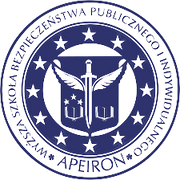 WYŻSZA SZKOŁA BEZPIECZEŃSTWA PUBLICZNEGO I INDYWIDUALNEGO
APEIRON